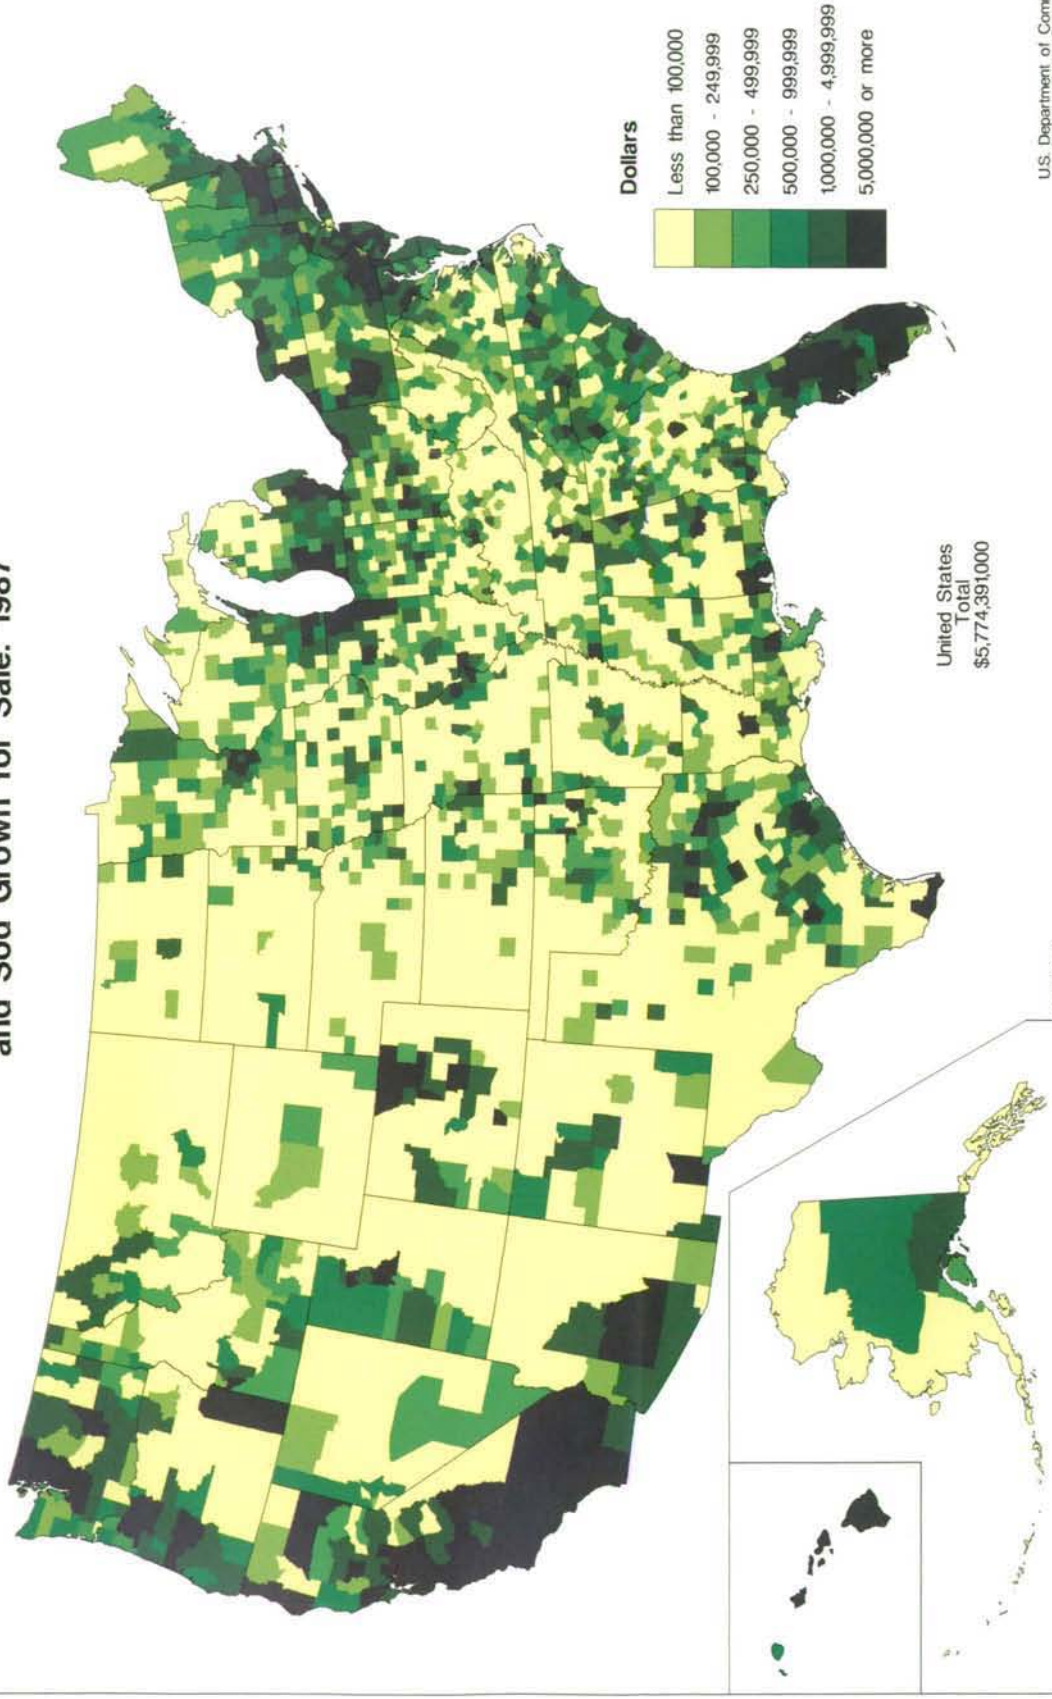 and Sod Grown for Sale: 1987
Dollars
Less than 100,000
100,000 - 249,999
250,000 - 499,999
500,000 - 999,999
1,000,000 - 4,999,999
5,000,000 or more
United States
Total
$5,774,391,000
U.S. Department of